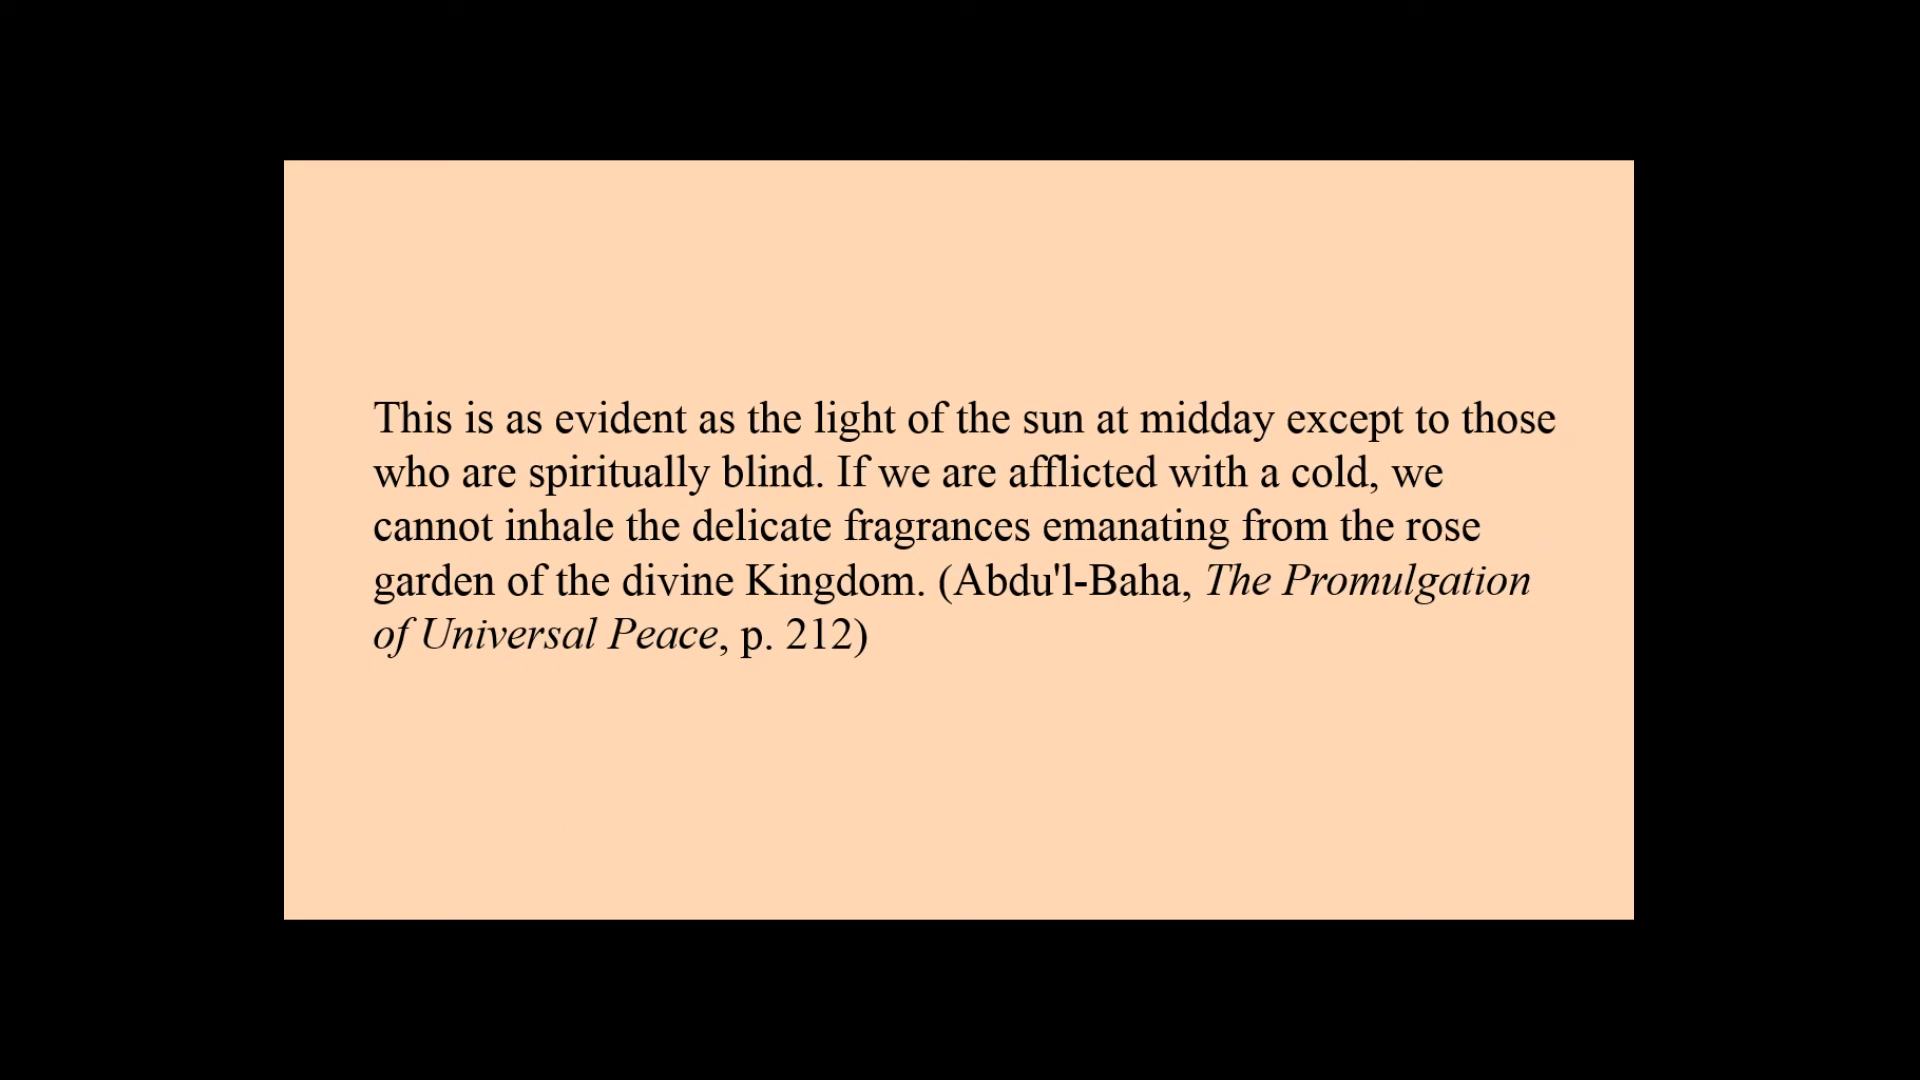 This is as evident as the light of the sun at midday except to those
who are spiritually blind. If we are afflicted with a cold, we
cannot inhale the delicate fragrances emanating from the rose
garden of the divine Kingdom. (Abdu'l-Baha, The Promulgation
of Universal Peace, p. 212)